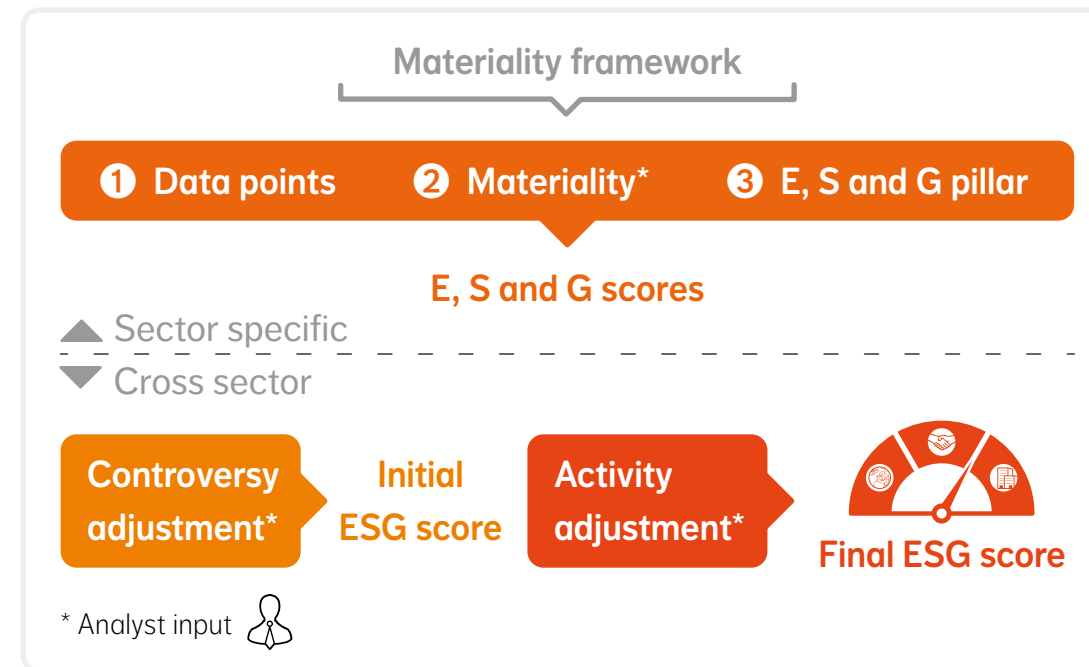 Materiality framework
❶ Data points ❷ Materiality* ❸ E, S and G pillar
E, S and G scores
Sector specific
Cross sector
Controversy
adjustment*
Initial
ESG score
Activity
adjustment*
Final ESG score
* Analyst input